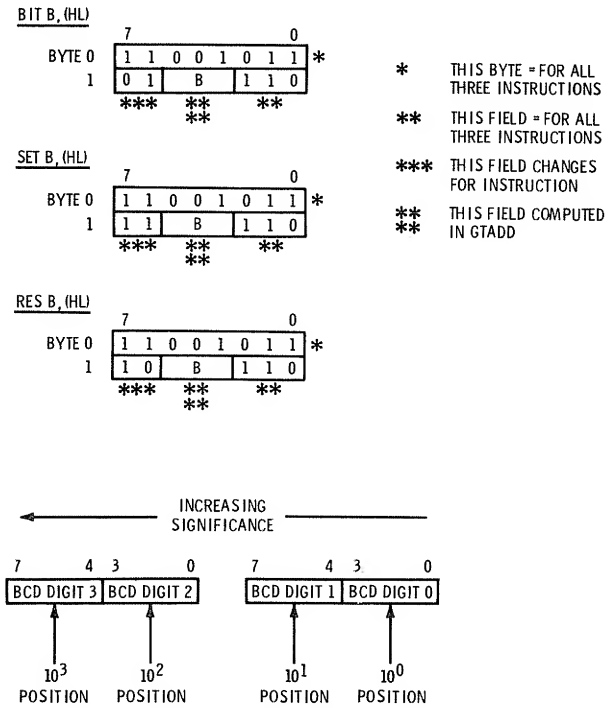 BIT B, (HL)
7 0
BYTE 0 1 1 0 0 1 0 1 1 *
1 0 1 B 1 1 0
*** ** **
**
* THIS BYTE = FOR ALL
THREE INSTRUCTIONS
** THIS FIELD = FOR ALL
THREE INSTRUCTIONS
*** THIS FIELD CHANGES
FOR INSTRUCTION
** THIS FIELD COMPUTED
** IN GTADD
SET B, (HL)
7 0
BYTE 0 1 1 0 0 1 0 1 1 *
1 1 1 B 1 1 0
*** ** **
**
RES B, (HL)
7 0
BYTE 0 1 1 0 0 1 0 1 1 *
1 1 0 B 1 1 0
*** ** **
**
INCREASING
SIGNIFICANCE
7 4 3 0 7 4 3 0
BCD DIGIT 3 BCD DIGIT 2 BCD DIGIT 1 BCD DIGIT 0
10³ 10² 10¹ 10⁰
POSITION POSITION POSITION POSITION